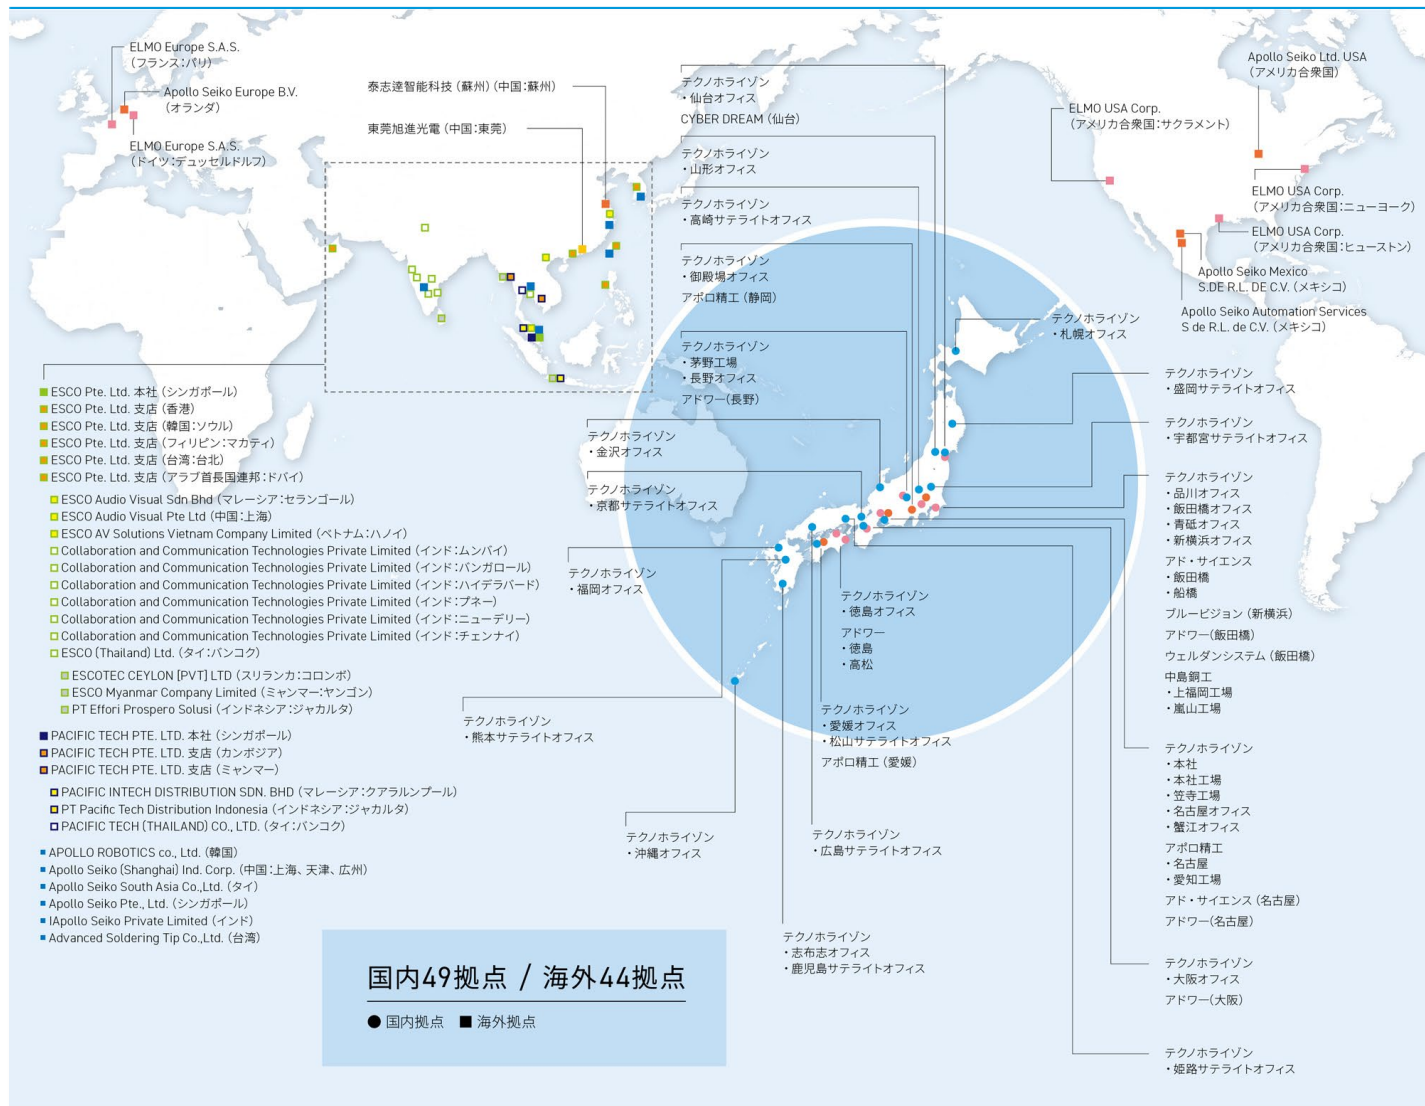 ELMO Europe S.A.S.
（フランス：パリ）
Apollo Seiko Europe B.V.
（オランダ）
ELMO Europe S.A.S.
（ドイツ：デュッセルドルフ）
泰志達智能科技（蘇州）（中国：蘇州）
東莞旭進光電（中国：東莞）
テクノホライゾン
・仙台オフィス
CYBER DREAM（仙台）
テクノホライゾン
・山形オフィス
テクノホライゾン
・高崎サテライトオフィス
テクノホライゾン
・御殿場オフィス
アポロ精工（静岡）
テクノホライゾン
・茅野工場
・長野オフィス
アドワー（長野）
テクノホライゾン
・金沢オフィス
テクノホライゾン
・京都サテライトオフィス
テクノホライゾン
・福岡オフィス
Apollo Seiko Ltd. USA
（アメリカ合衆国）
ELMO USA Corp.
（アメリカ合衆国：サクラメント）
ELMO USA Corp.
（アメリカ合衆国：ニューヨーク）
ELMO USA Corp.
（アメリカ合衆国：ヒューストン）
Apollo Seiko Mexico
S.DE R.L. DE C.V.（メキシコ）
Apollo Seiko Automation Services
S de R.L. de C.V.（メキシコ）
テクノホライゾン
・札幌オフィス
テクノホライゾン
・盛岡サテライトオフィス
テクノホライゾン
・宇都宮サテライトオフィス
テクノホライゾン
・品川オフィス
・飯田橋オフィス
・青砥オフィス
・新横浜オフィス
アド・サイエンス
・飯田橋
・船橋
ブルービジョン（新横浜）
アドワー（飯田橋）
ウェルダンシステム（飯田橋）
中島銅工
・上福岡工場
・嵐山工場
テクノホライゾン
・本社
・本社工場
・笠寺工場
・名古屋オフィス
・蟹江オフィス
アポロ精工
・名古屋
・愛知工場
アド・サイエンス（名古屋）
アドワー（名古屋）
テクノホライゾン
・大阪オフィス
アドワー（大阪）
テクノホライゾン
・姫路サテライトオフィス
テクノホライゾン
・徳島オフィス
アドワー
・徳島
・高松
テクノホライゾン
・愛媛オフィス
・松山サテライトオフィス
アポロ精工（愛媛）
テクノホライゾン
・広島サテライトオフィス
テクノホライゾン
・志布志オフィス
・鹿児島サテライトオフィス
テクノホライゾン
・熊本サテライトオフィス
テクノホライゾン
・沖縄オフィス
ESCO Pte. Ltd. 本社（シンガポール）
ESCO Pte. Ltd. 支店（香港）
ESCO Pte. Ltd. 支店（韓国：ソウル）
ESCO Pte. Ltd. 支店（フィリピン：マカティ）
ESCO Pte. Ltd. 支店（台湾：台北）
ESCO Pte. Ltd. 支店（アラブ首長国連邦：ドバイ）
ESCO Audio Visual Sdn Bhd（マレーシア：セランゴール）
ESCO Audio Visual Pte Ltd（中国：上海）
ESCO AV Solutions Vietnam Company Limited（ベトナム：ハノイ）
Collaboration and Communication Technologies Private Limited（インド：ムンバイ）
Collaboration and Communication Technologies Private Limited（インド：バンガロール）
Collaboration and Communication Technologies Private Limited（インド：ハイデラバード）
Collaboration and Communication Technologies Private Limited（インド：プネー）
Collaboration and Communication Technologies Private Limited（インド：ニューデリー）
Collaboration and Communication Technologies Private Limited（インド：チェンナイ）
ESCO (Thailand) Ltd.（タイ：バンコク）
ESCOTEC CEYLON [PVT] LTD（スリランカ：コロンボ）
ESCO Myanmar Company Limited（ミャンマー：ヤンゴン）
PT Effori Prospero Solusi（インドネシア：ジャカルタ）
PACIFIC TECH PTE. LTD. 本社（シンガポール）
PACIFIC TECH PTE. LTD. 支店（カンボジア）
PACIFIC TECH PTE. LTD. 支店（ミャンマー）
PACIFIC INTECH DISTRIBUTION SDN. BHD（マレーシア：クアラルンプール）
PT Pacific Tech Distribution Indonesia（インドネシア：ジャカルタ）
PACIFIC TECH (THAILAND) CO., LTD.（タイ：バンコク）
APOLLO ROBOTICS co., Ltd.（韓国）
Apollo Seiko (Shanghai) Ind. Corp.（中国：上海、天津、広州）
Apollo Seiko South Asia Co.,Ltd.（タイ）
Apollo Seiko Pte., Ltd.（シンガポール）
IApollo Seiko Private Limited（インド）
Advanced Soldering Tip Co.,Ltd.（台湾）
国内49拠点 / 海外44拠点
●国内拠点 ■海外拠点